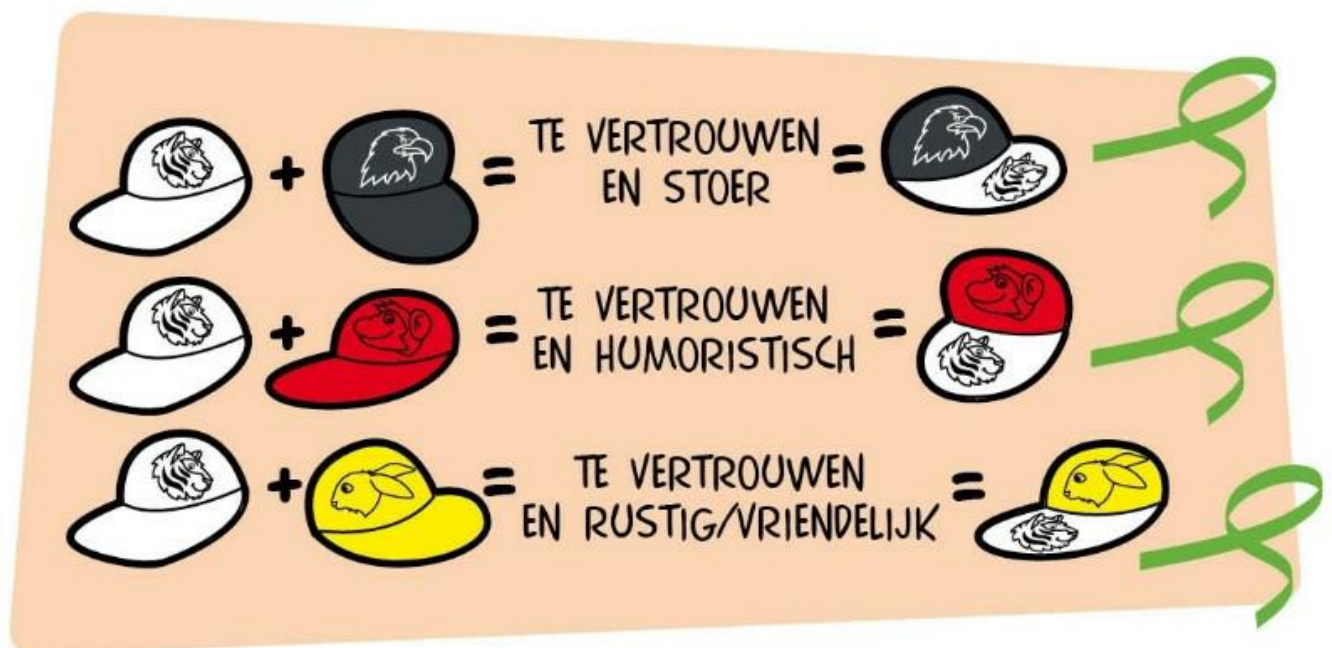 + = TE VERTROUWEN
EN STOER =
+ = TE VERTROUWEN
EN HUMORISTISCH =
+ = TE VERTROUWEN
EN RUSTIG/VRIENDELIJK =